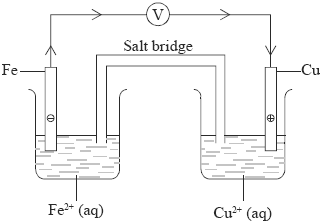 V
Salt bridge
Fe
Cu
⊖
⊕
Fe²⁺ (aq)
Cu²⁺ (aq)